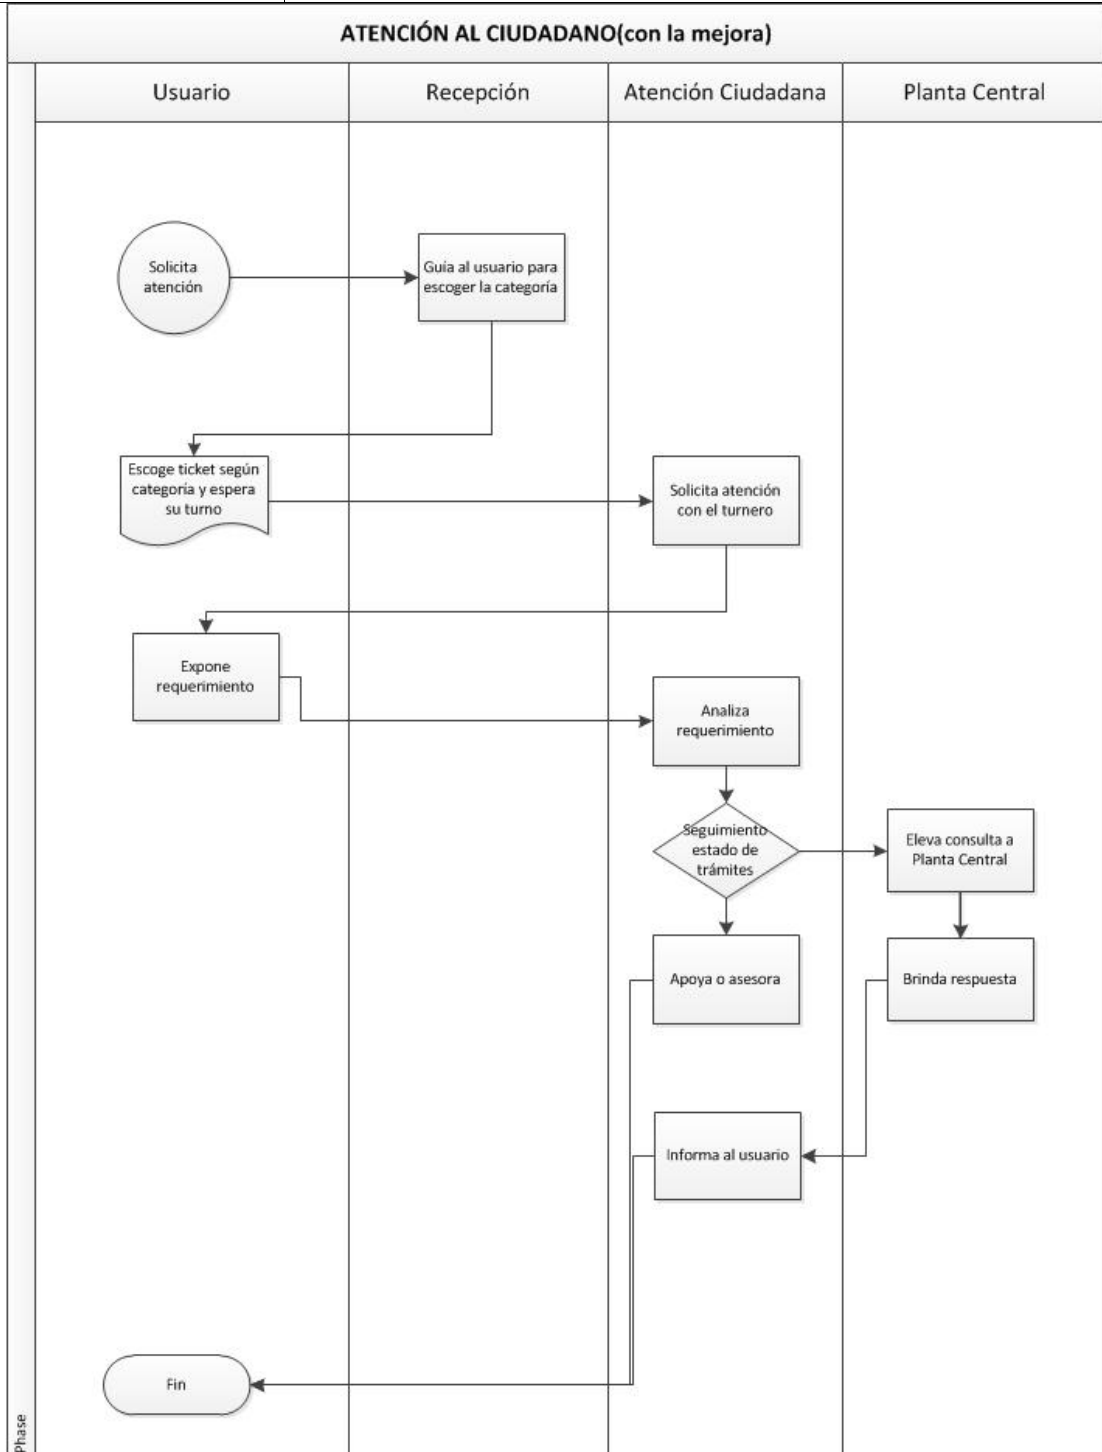 ATENCIÓN AL CIUDADANO(con la mejora)
Usuario
Recepción
Atención Ciudadana
Planta Central
Solicita
atención
Guia al usuario para
escoger la categoría
Escoge ticket según
categoría y espera
su turno
Solicita atención
con el turnero
Expone
requerimiento
Analiza
requerimiento
Seguimiento
estado de
trámites
Eleva consulta a
Planta Central
Apoya o asesora
Brinda respuesta
Informa al usuario
Fin
Phase